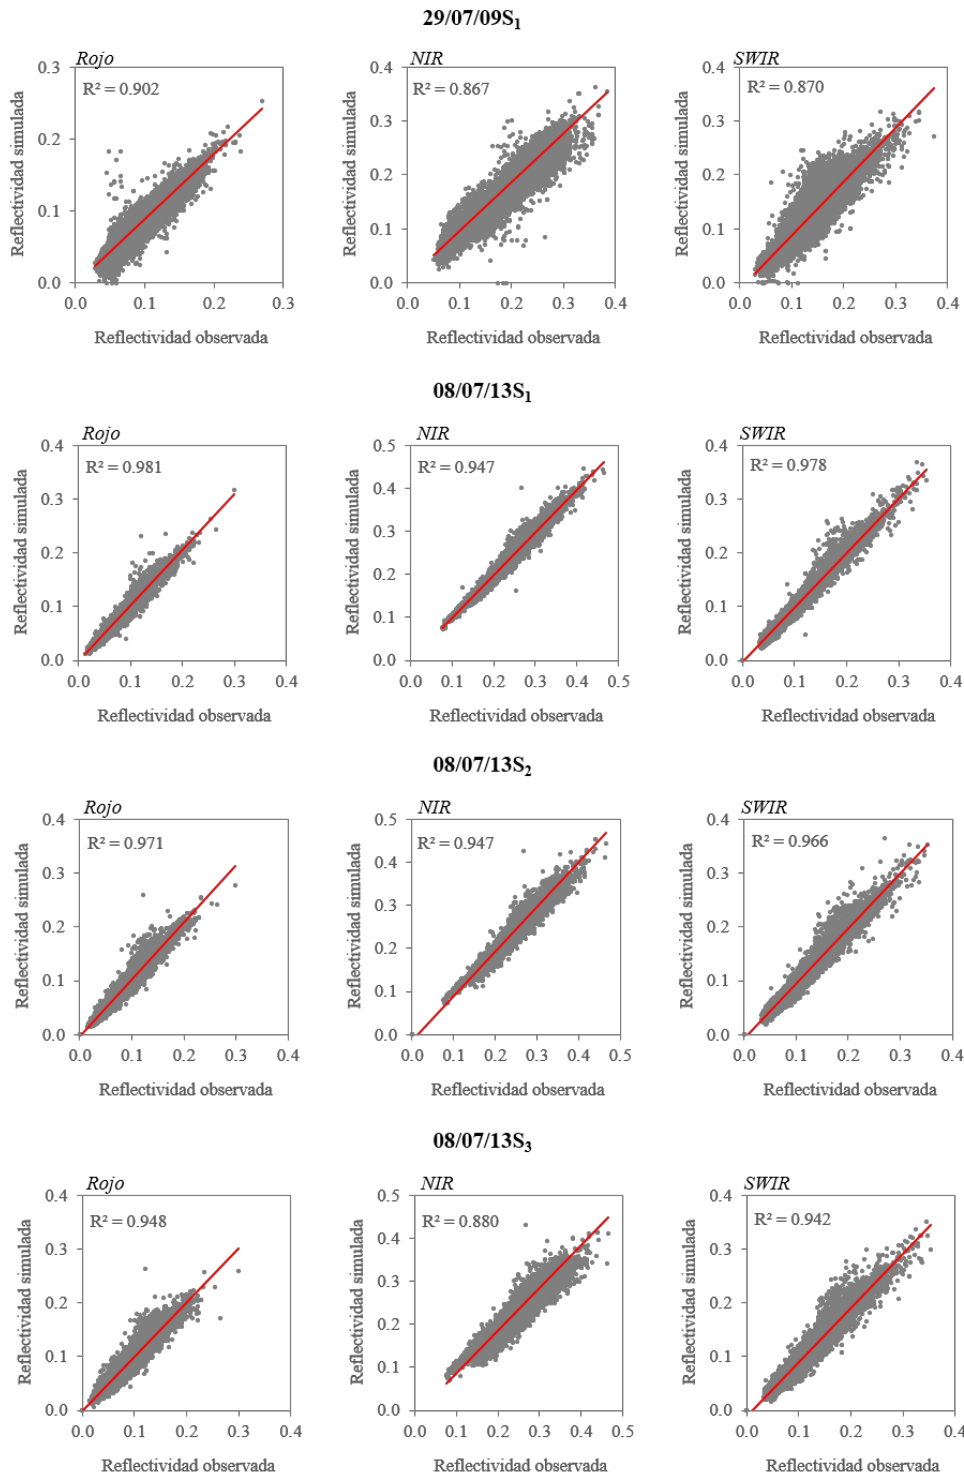 29/07/09S₁
Rojo
NIR
SWIR
R² = 0.902
R² = 0.867
R² = 0.870
Reflectividad simulada
0.3
0.2
0.1
0.0
0.0 0.1 0.2 0.3
Reflectividad observada
Reflectividad simulada
0.4
0.3
0.2
0.1
0.0
0.0 0.1 0.2 0.3 0.4
Reflectividad observada
Reflectividad simulada
0.4
0.3
0.2
0.1
0.0
0.0 0.1 0.2 0.3 0.4
Reflectividad observada
08/07/13S₁
Rojo
NIR
SWIR
R² = 0.981
R² = 0.947
R² = 0.978
Reflectividad simulada
0.4
0.3
0.2
0.1
0.0
0.0 0.1 0.2 0.3 0.4
Reflectividad observada
Reflectividad simulada
0.5
0.4
0.3
0.2
0.1
0.0
0.0 0.1 0.2 0.3 0.4 0.5
Reflectividad observada
Reflectividad simulada
0.4
0.3
0.2
0.1
0.0
0.0 0.1 0.2 0.3 0.4
Reflectividad observada
08/07/13S₂
Rojo
NIR
SWIR
R² = 0.971
R² = 0.947
R² = 0.966
Reflectividad simulada
0.4
0.3
0.2
0.1
0.0
0.0 0.1 0.2 0.3 0.4
Reflectividad observada
Reflectividad simulada
0.5
0.4
0.3
0.2
0.1
0.0
0.0 0.1 0.2 0.3 0.4 0.5
Reflectividad observada
Reflectividad simulada
0.4
0.3
0.2
0.1
0.0
0.0 0.1 0.2 0.3 0.4
Reflectividad observada
08/07/13S₃
Rojo
NIR
SWIR
R² = 0.948
R² = 0.880
R² = 0.942
Reflectividad simulada
0.4
0.3
0.2
0.1
0.0
0.0 0.1 0.2 0.3 0.4
Reflectividad observada
Reflectividad simulada
0.5
0.4
0.3
0.2
0.1
0.0
0.0 0.1 0.2 0.3 0.4 0.5
Reflectividad observada
Reflectividad simulada
0.4
0.3
0.2
0.1
0.0
0.0 0.1 0.2 0.3 0.4
Reflectividad observada